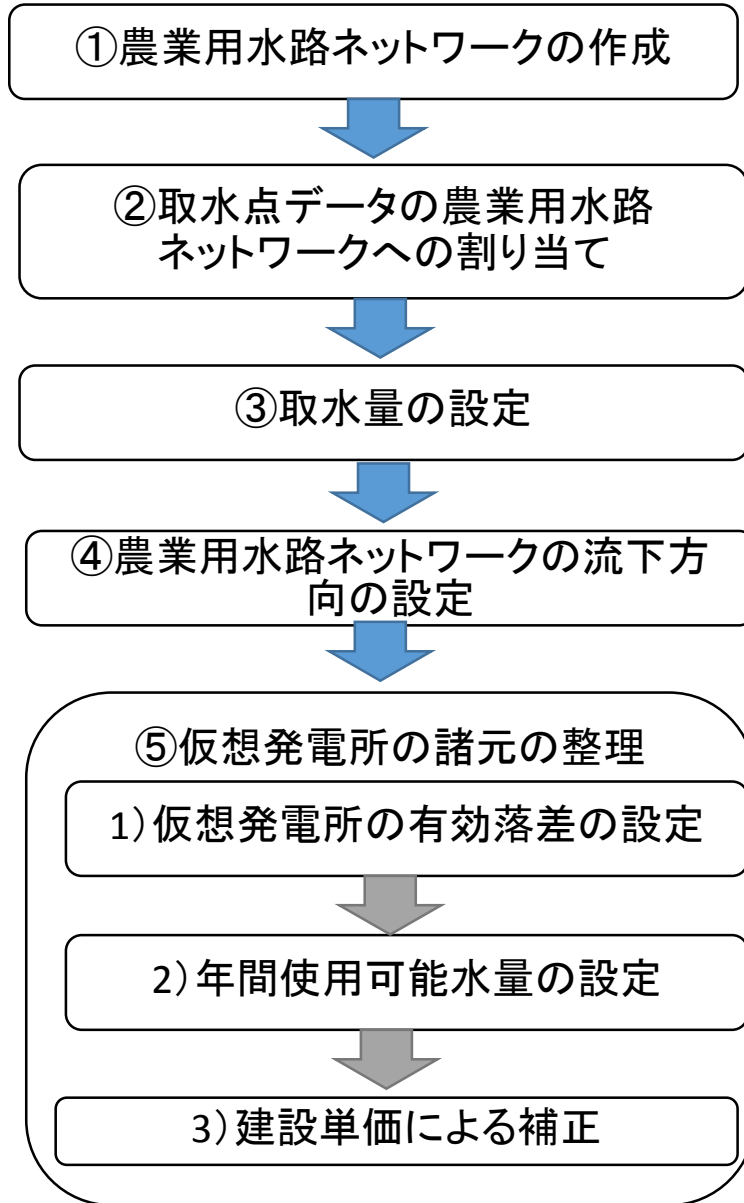 ①農業用水路ネットワークの作成
②取水点データの農業用水路
ネットワークへの割り当て
③取水量の設定
④農業用水路ネットワークの流下方
向の設定
⑤仮想発電所の諸元の整理
1）仮想発電所の有効落差の設定
2）年間使用可能水量の設定
3）建設単価による補正